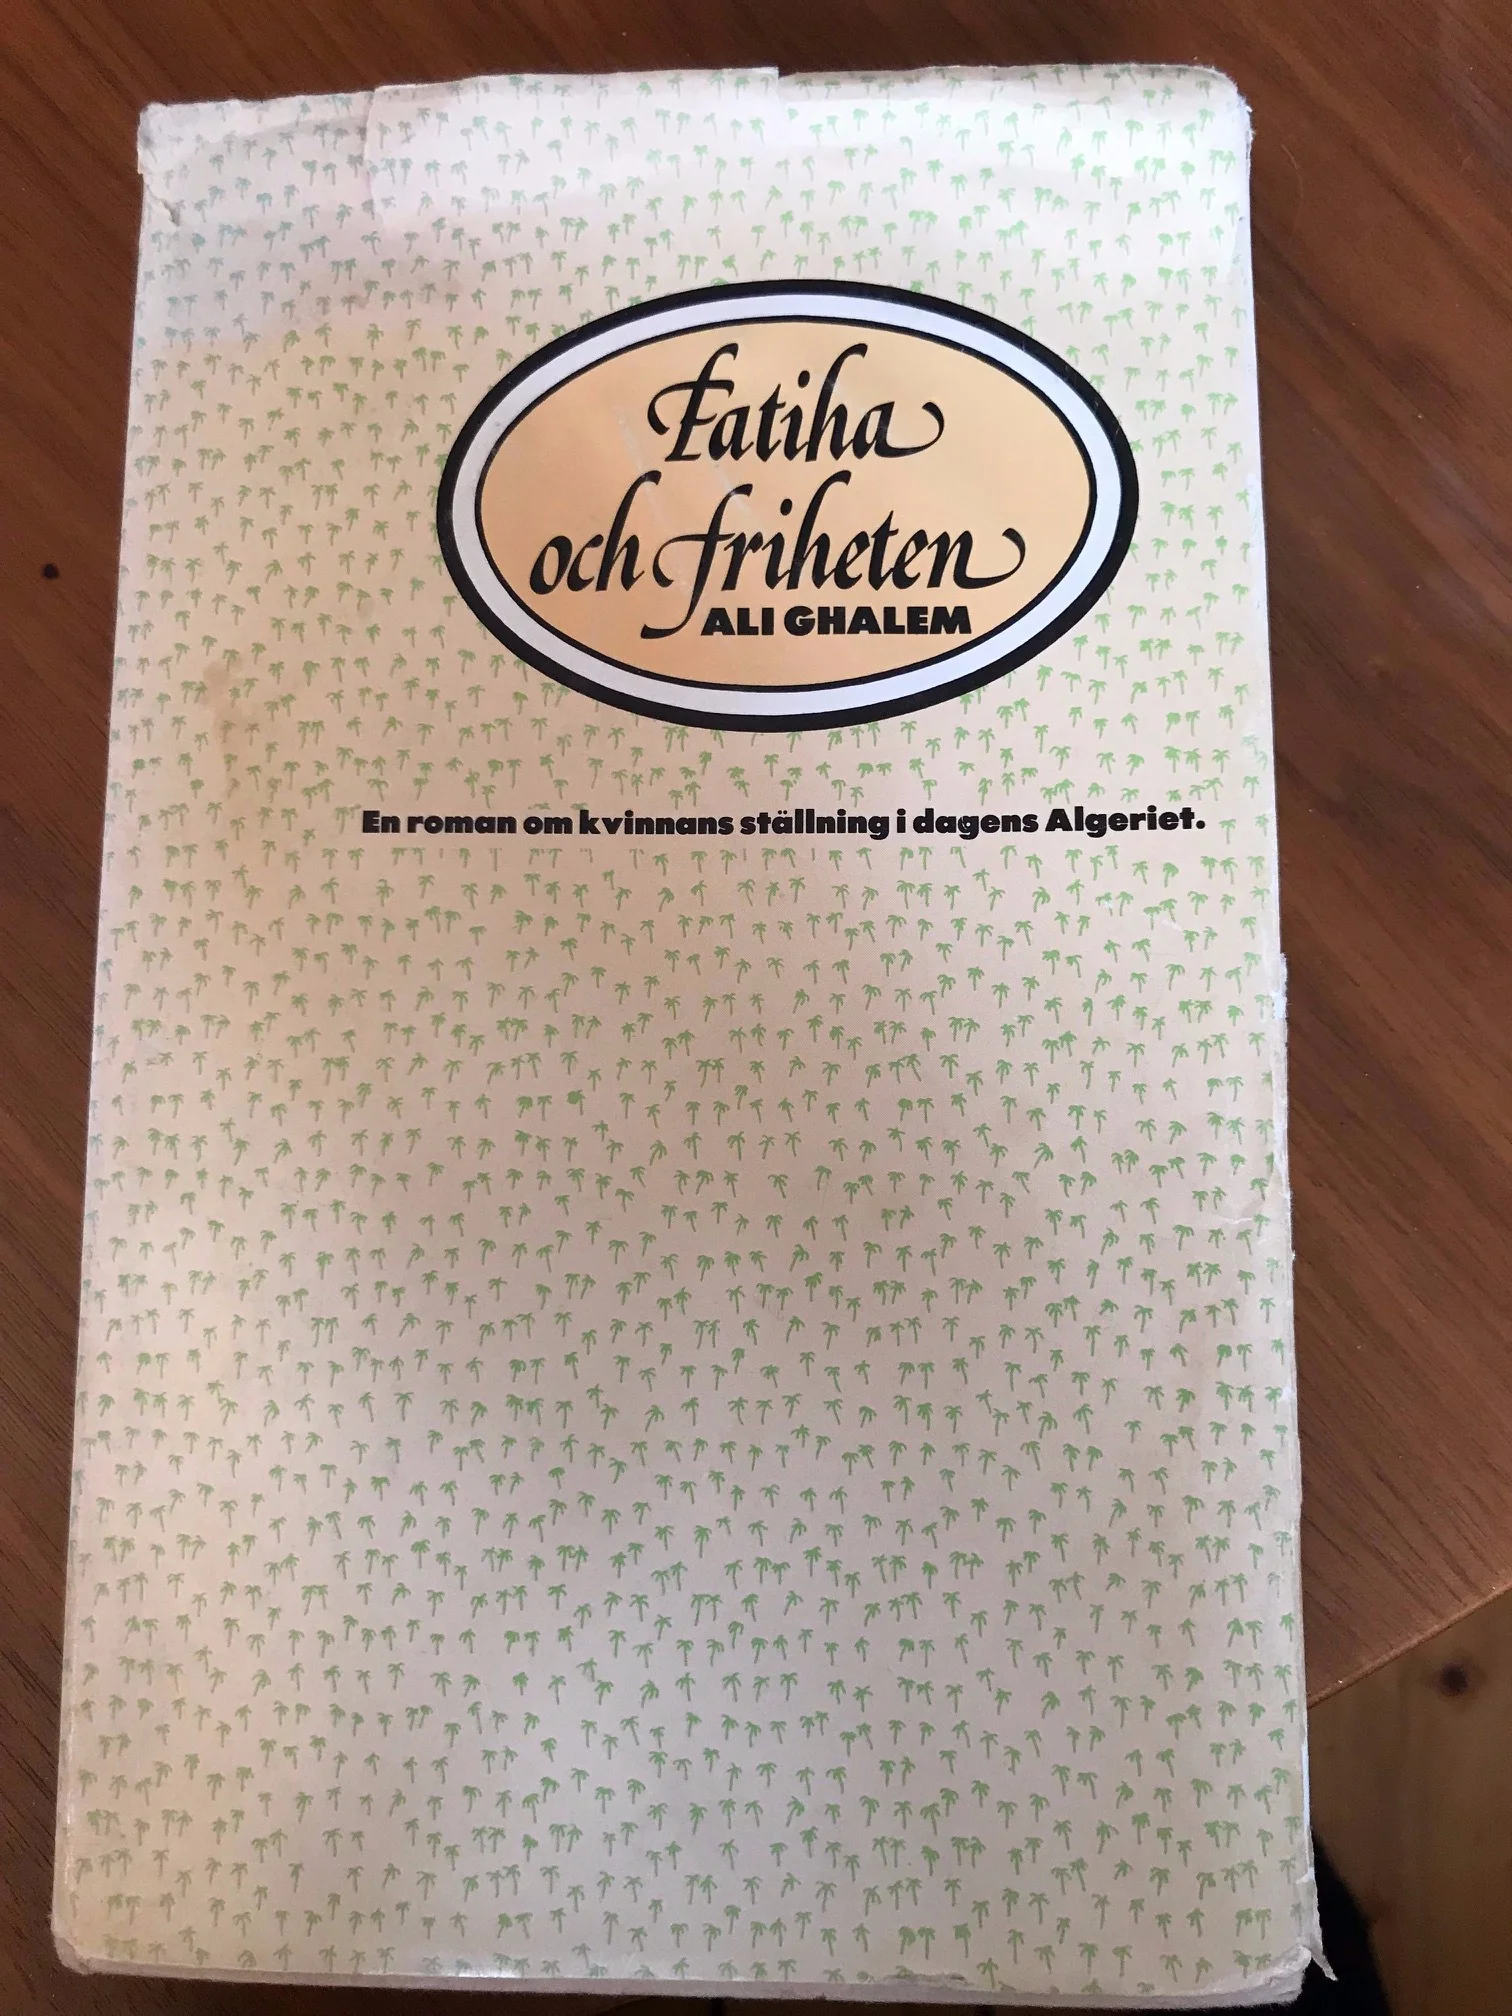 Fatiha
och friheten
ALI GHALEM
En roman om kvinnans ställning i dagens Algeriet.